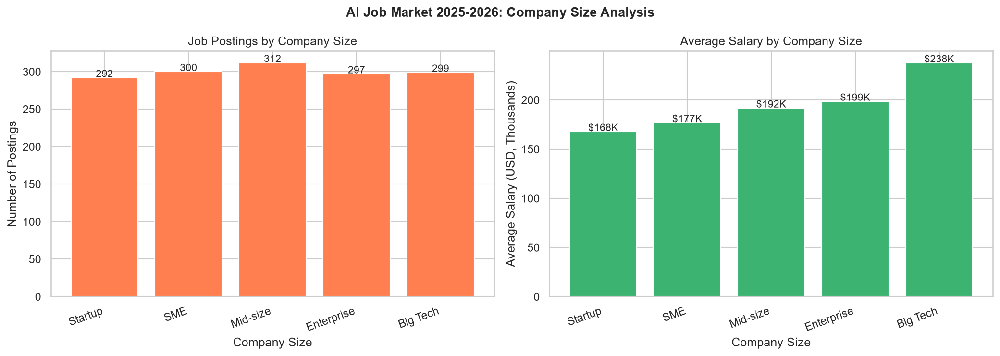 AI Job Market 2025-2026: Company Size Analysis
Job Postings by Company Size
Number of Postings
300
250
200
150
100
50
0
292
300
312
297
299
Startup
SME
Mid-size
Enterprise
Big Tech
Company Size
Average Salary by Company Size
Average Salary (USD, Thousands)
200
150
100
50
0
$168K
$177K
$192K
$199K
$238K
Startup
SME
Mid-size
Enterprise
Big Tech
Company Size